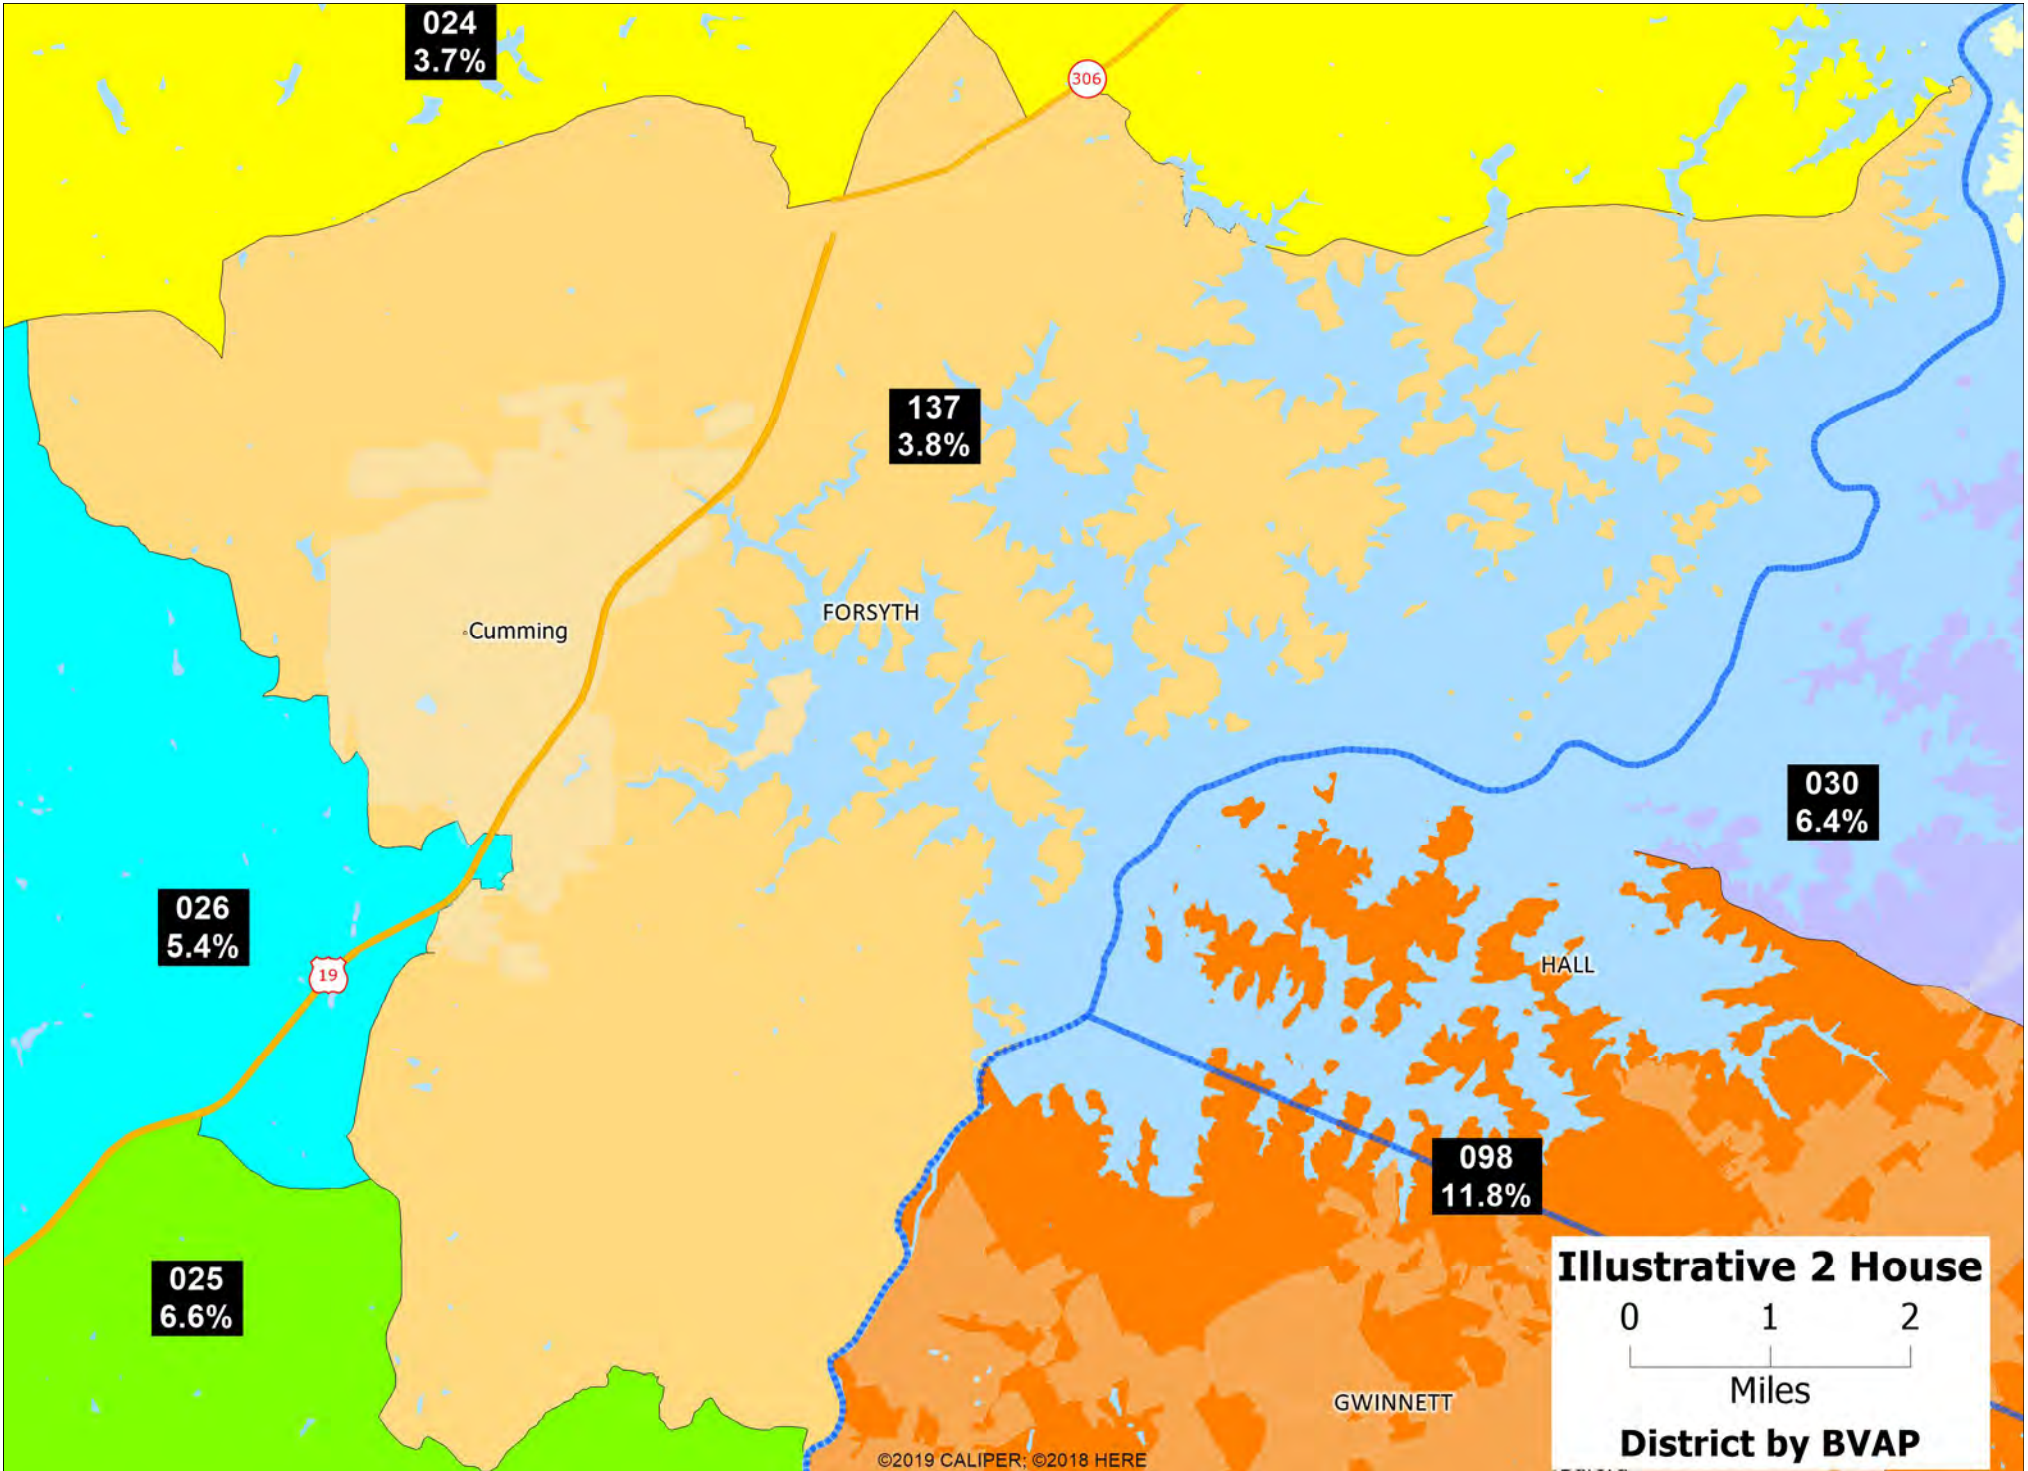 024
3.7%
306
137
3.8%
FORSYTH
Cumming
030
6.4%
026
5.4%
HALL
19
098
11.8%
025
6.6%
Illustrative 2 House
0 1 2
Miles
District by BVAP
GWINNETT
©2019 CALIPER; ©2018 HERE